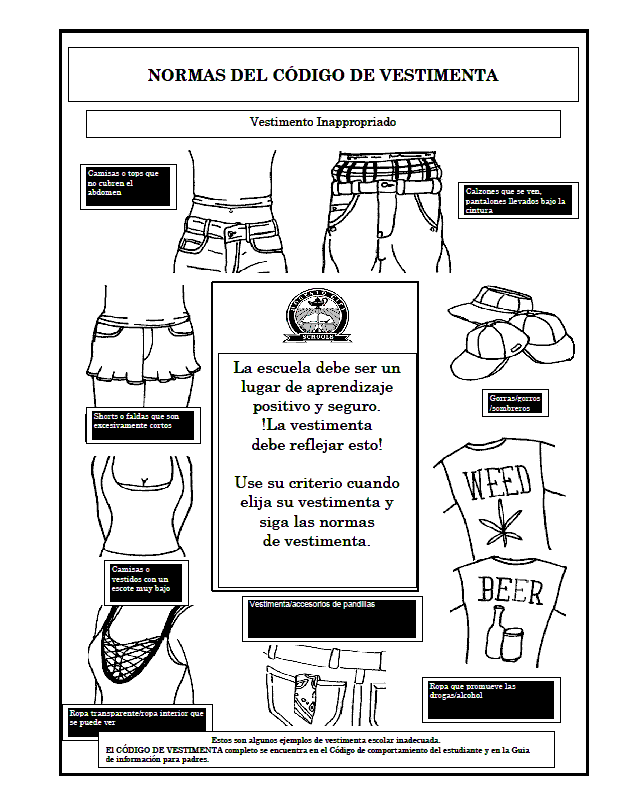 NORMAS DEL CÓDIGO DE VESTIMENTA
Vestimento Inappropriado
Camisas o tops que
no cubren el
abdomen
Calzones que se ven,
pantalones llevados bajo la
cintura
SCHOOLS
La escuela debe ser un
lugar de aprendizaje
positivo y seguro.
!La vestimenta
debe reflejar esto!
Use su criterio cuando
elija su vestimenta y
siga las normas
de vestimenta.
Gorras/gorros
/sombreros
Shorts o faldas que son
excesivamente cortos
WEED
Camisas o
vestidos con un
escote muy bajo
BEER
Vestimenta/accesorios de pandillas
Ropa que promueve las
drogas/alcohol
Ropa transparente/ropa interior que
se puede ver
Estos son algunos ejemplos de vestimenta escolar inadecuada.
El CÓDIGO DE VESTIMENTA completo se encuentra en el Código de comportamiento del estudiante y en la Guia
de información para padres.